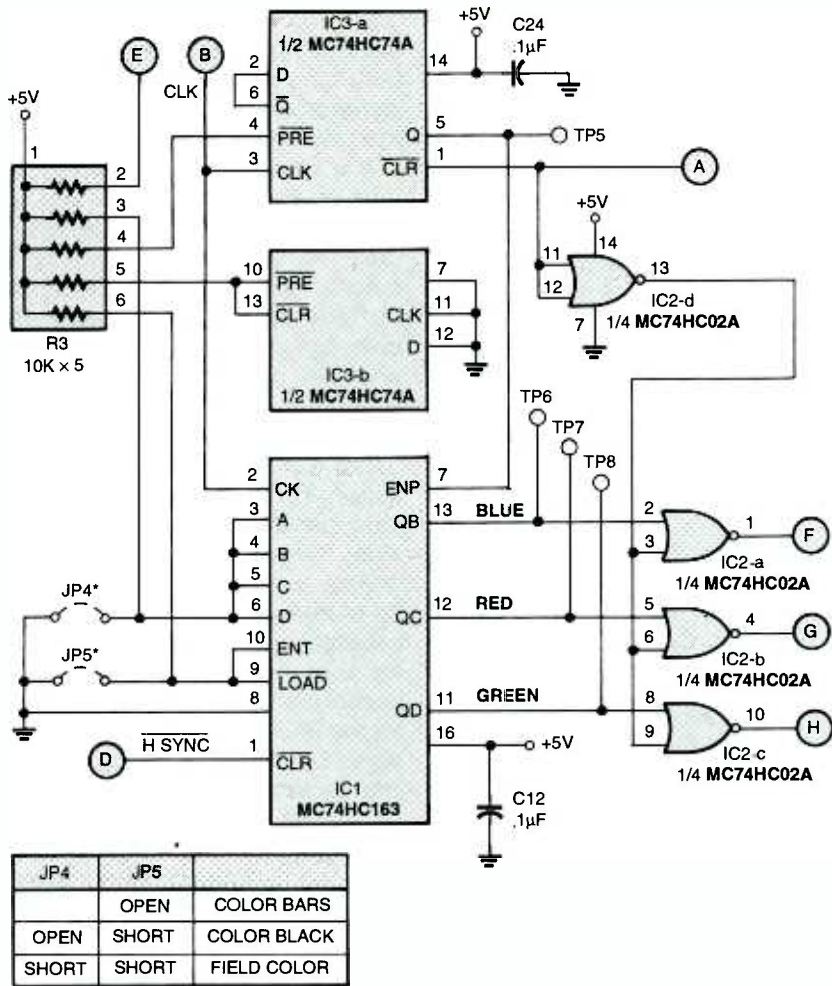 IC3-a
1/2 MC74HC74A
E
B
C24
.1µF
CLK
2
D
14
6
Q
+5V
+5V
4
PRE
Q
5
TP5
3
CLK
CLR
1
A
1
2
3
4
5
6
R3
10K × 5
10
PRE
7
13
CLR
CLK
11
D
12
IC3-b
1/2 MC74HC74A
+5V
14
11
12
13
7
IC2-d
1/4 MC74HC02A
TP6
TP7
TP8
2
CK
ENP
7
3
A
QB
13
BLUE
4
B
5
C
6
D
QC
12
RED
10
ENT
9
LOAD
8
QD
11
GREEN
16
+5V
D
H SYNC
1
CLR
IC1
MC74HC163
C12
.1µF
JP4*
JP5*
2
3
1
F
IC2-a
1/4 MC74HC02A
5
6
4
G
IC2-b
1/4 MC74HC02A
8
9
10
H
IC2-c
1/4 MC74HC02A
JP4 JP5
OPEN COLOR BARS
OPEN SHORT COLOR BLACK
SHORT SHORT FIELD COLOR